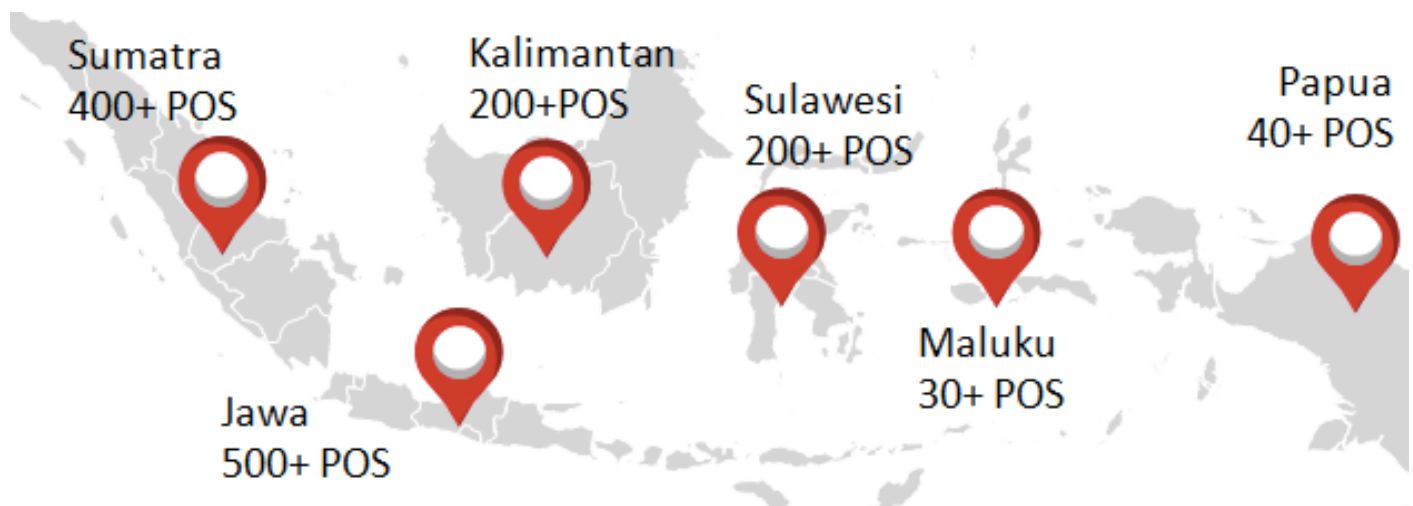 Sumatra
400+ POS
Kalimantan
200+POS
Sulawesi
200+ POS
Papua
40+ POS
Maluku
30+ POS
Jawa
500+ POS